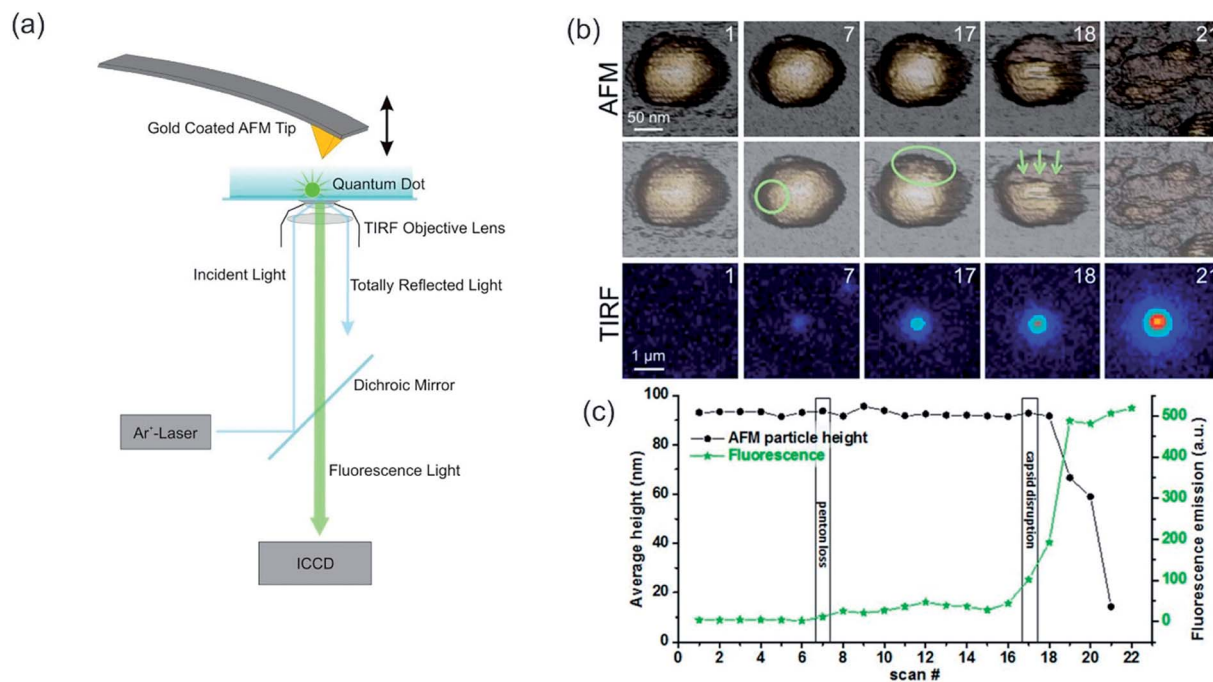 (a)
Gold Coated AFM Tip
Quantum Dot
TIRF Objective Lens
Incident Light
Totally Reflected Light
Dichroic Mirror
Ar+-Laser
Fluorescence Light
ICCD
(b)
AFM
1
7
17
18
21
50 nm
TIRF
1
7
17
18
21
1 µm
(c)
100
90
80
60
40
20
0
Average height (nm)
AFM particle height
Fluorescence
penton loss
capsid disruption
500
400
300
200
100
0
Fluorescence emission (a.u.)
0 2 4 6 8 10 12 14 16 18 20 22
scan #